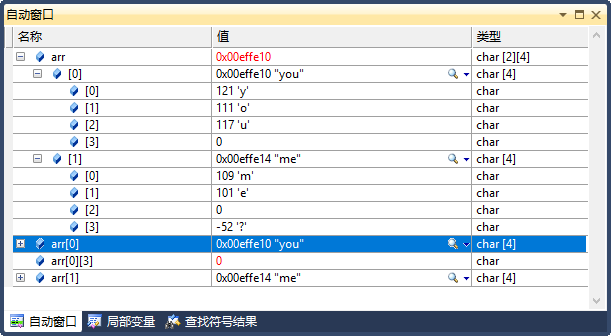 自动窗口
名称 值 类型
arr 0x00effe10 char [2][4]
[0] 0x00effe10 "you" char [4]
[0] 121 'y' char
[1] 111 'o' char
[2] 117 'u' char
[3] 0 char
[1] 0x00effe14 "me" char [4]
[0] 109 'm' char
[1] 101 'e' char
[2] 0 char
[3] -52 '?' char
arr[0] 0x00effe10 "you" char [4]
arr[0][3] 0 char
arr[1] 0x00effe14 "me" char [4]
自动窗口 局部变量 查找符号结果